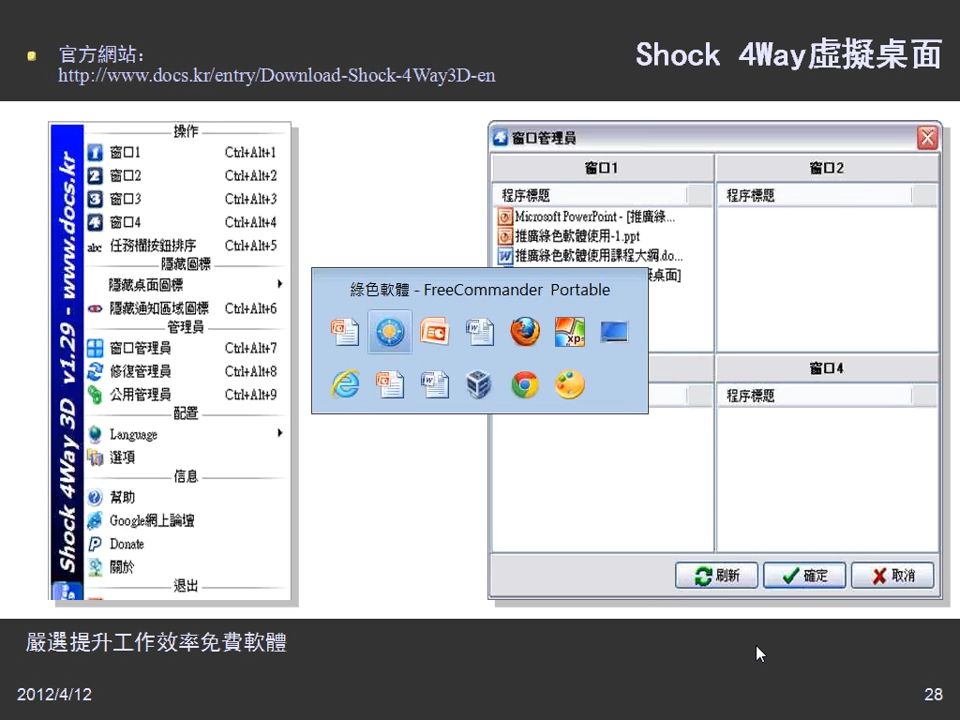 官方網站：
http://www.docs.kr/entry/Download-Shock-4Way3D-en
Shock 4Way虛擬桌面
Shock 4Way 3D v1.29 - www.docs.kr
操作
窗口1 Ctrl+Alt+1
窗口2 Ctrl+Alt+2
窗口3 Ctrl+Alt+3
窗口4 Ctrl+Alt+4
abc 任務欄按鈕排序 Ctrl+Alt+5
隱藏圖標
隱藏桌面圖標
隱藏通知區域圖標 Ctrl+Alt+6
管理員
窗口管理員 Ctrl+Alt+7
修復管理員 Ctrl+Alt+8
公用管理員 Ctrl+Alt+9
配置
Language
選項
信息
幫助
Google網上論壇
Donate
關於
退出
窗口管理員
窗口1 窗口2
程序標題 程序標題
Microsoft PowerPoint - [推廣綠...
推廣綠色軟體使用-1.ppt
推廣綠色軟體使用課程大綱.do...
桌面]
綠色軟體 - FreeCommander Portable
xp
窗口4
程序標題
刷新 確定 取消
嚴選提升工作效率免費軟體
2012/4/12
28